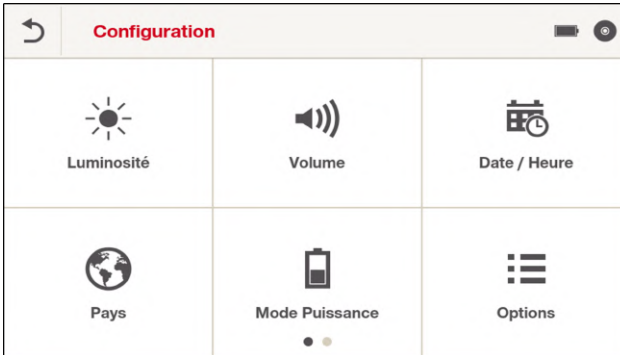 Configuration
Luminosité
Volume
Date / Heure
Pays
Mode Puissance
Options